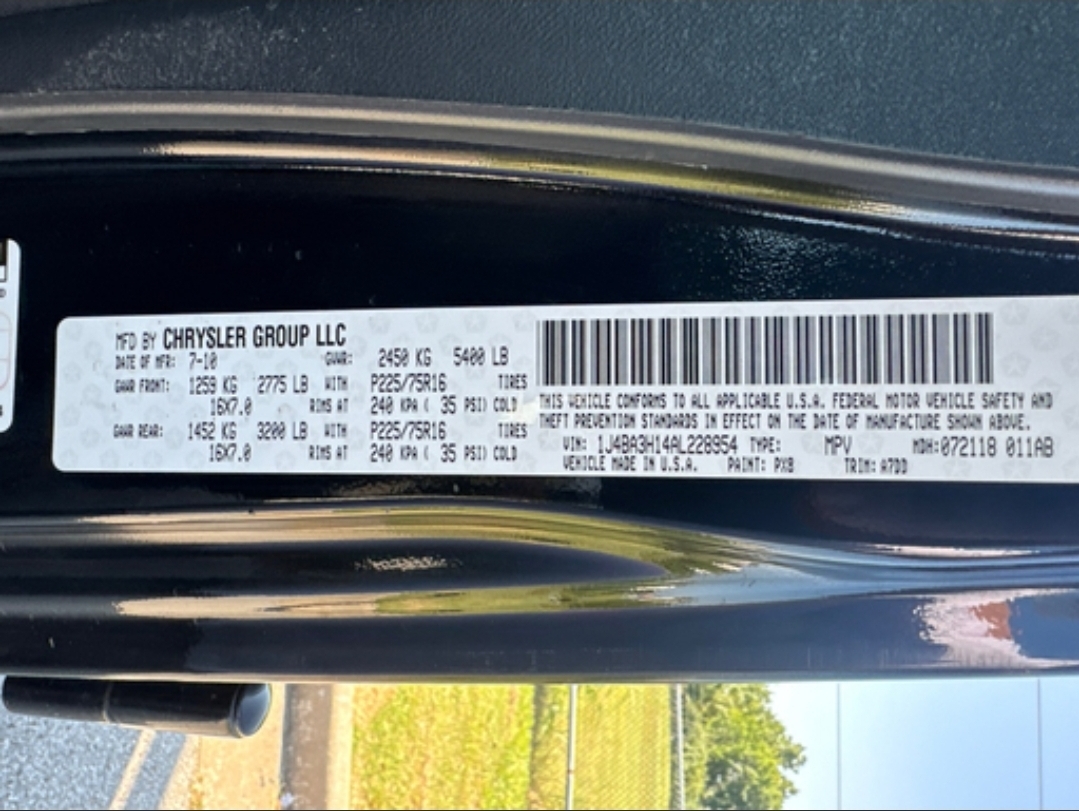 MFD BY CHRYSLER GROUP LLC
DATE OF MFR: 7-10 GVWR: 2450 KG 5400 LB
GAWR FRONT: 1259 KG 2775 LB WITH P225/75R16 TIRES
16X7.0 RIMS AT 240 KPA ( 35 PSI) COLD
GAWR REAR: 1452 KG 3200 LB WITH P225/75R16 TIRES
16X7.0 RIMS AT 240 KPA ( 35 PSI) COLD
THIS VEHICLE CONFORMS TO ALL APPLICABLE U.S.A. FEDERAL MOTOR VEHICLE SAFETY AND
THEFT PREVENTION STANDARDS IN EFFECT ON THE DATE OF MANUFACTURE SHOWN ABOVE.
VIN: 1J4BA3H14AL228954 TYPE: MPV MDH:072118 011AB
VEHICLE MADE IN U.S.A. PAINT: PX8 TRIM: A7DD